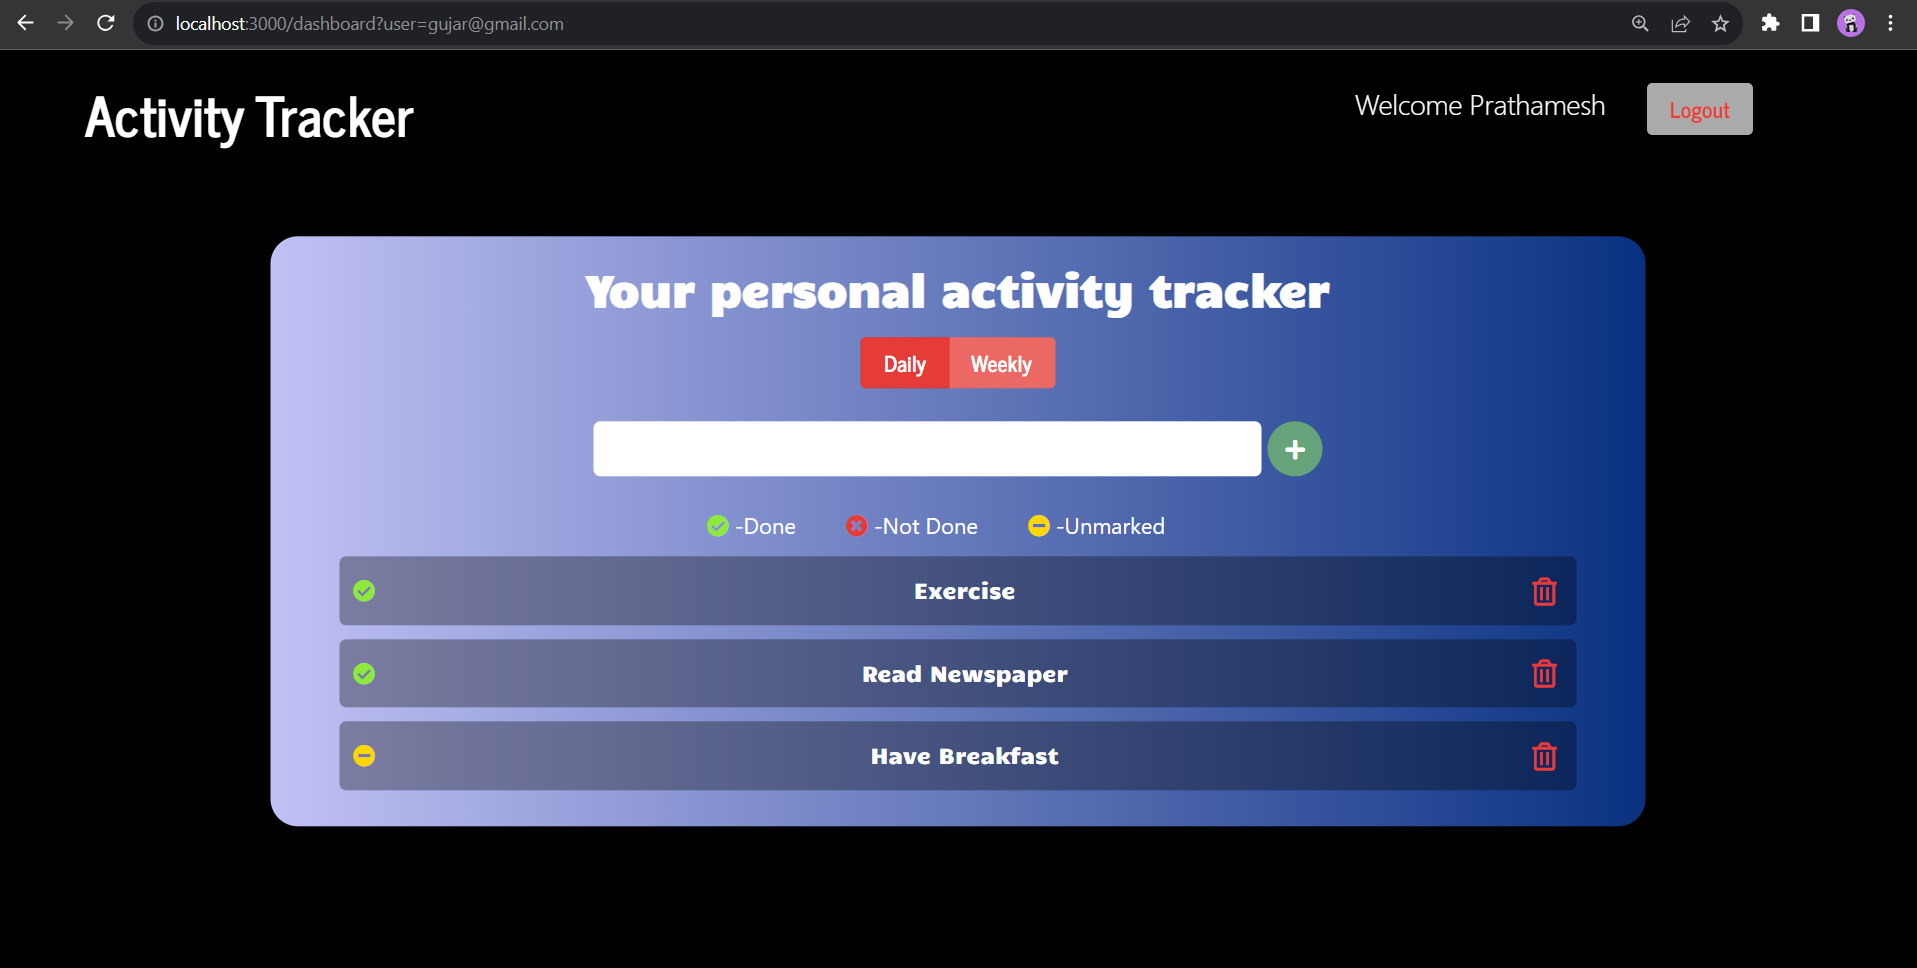 localhost:3000/dashboard?user=gujar@gmail.com
Activity Tracker
Welcome Prathamesh
Logout
Your personal activity tracker
Daily Weekly
-Done -Not Done -Unmarked
Exercise
Read Newspaper
Have Breakfast